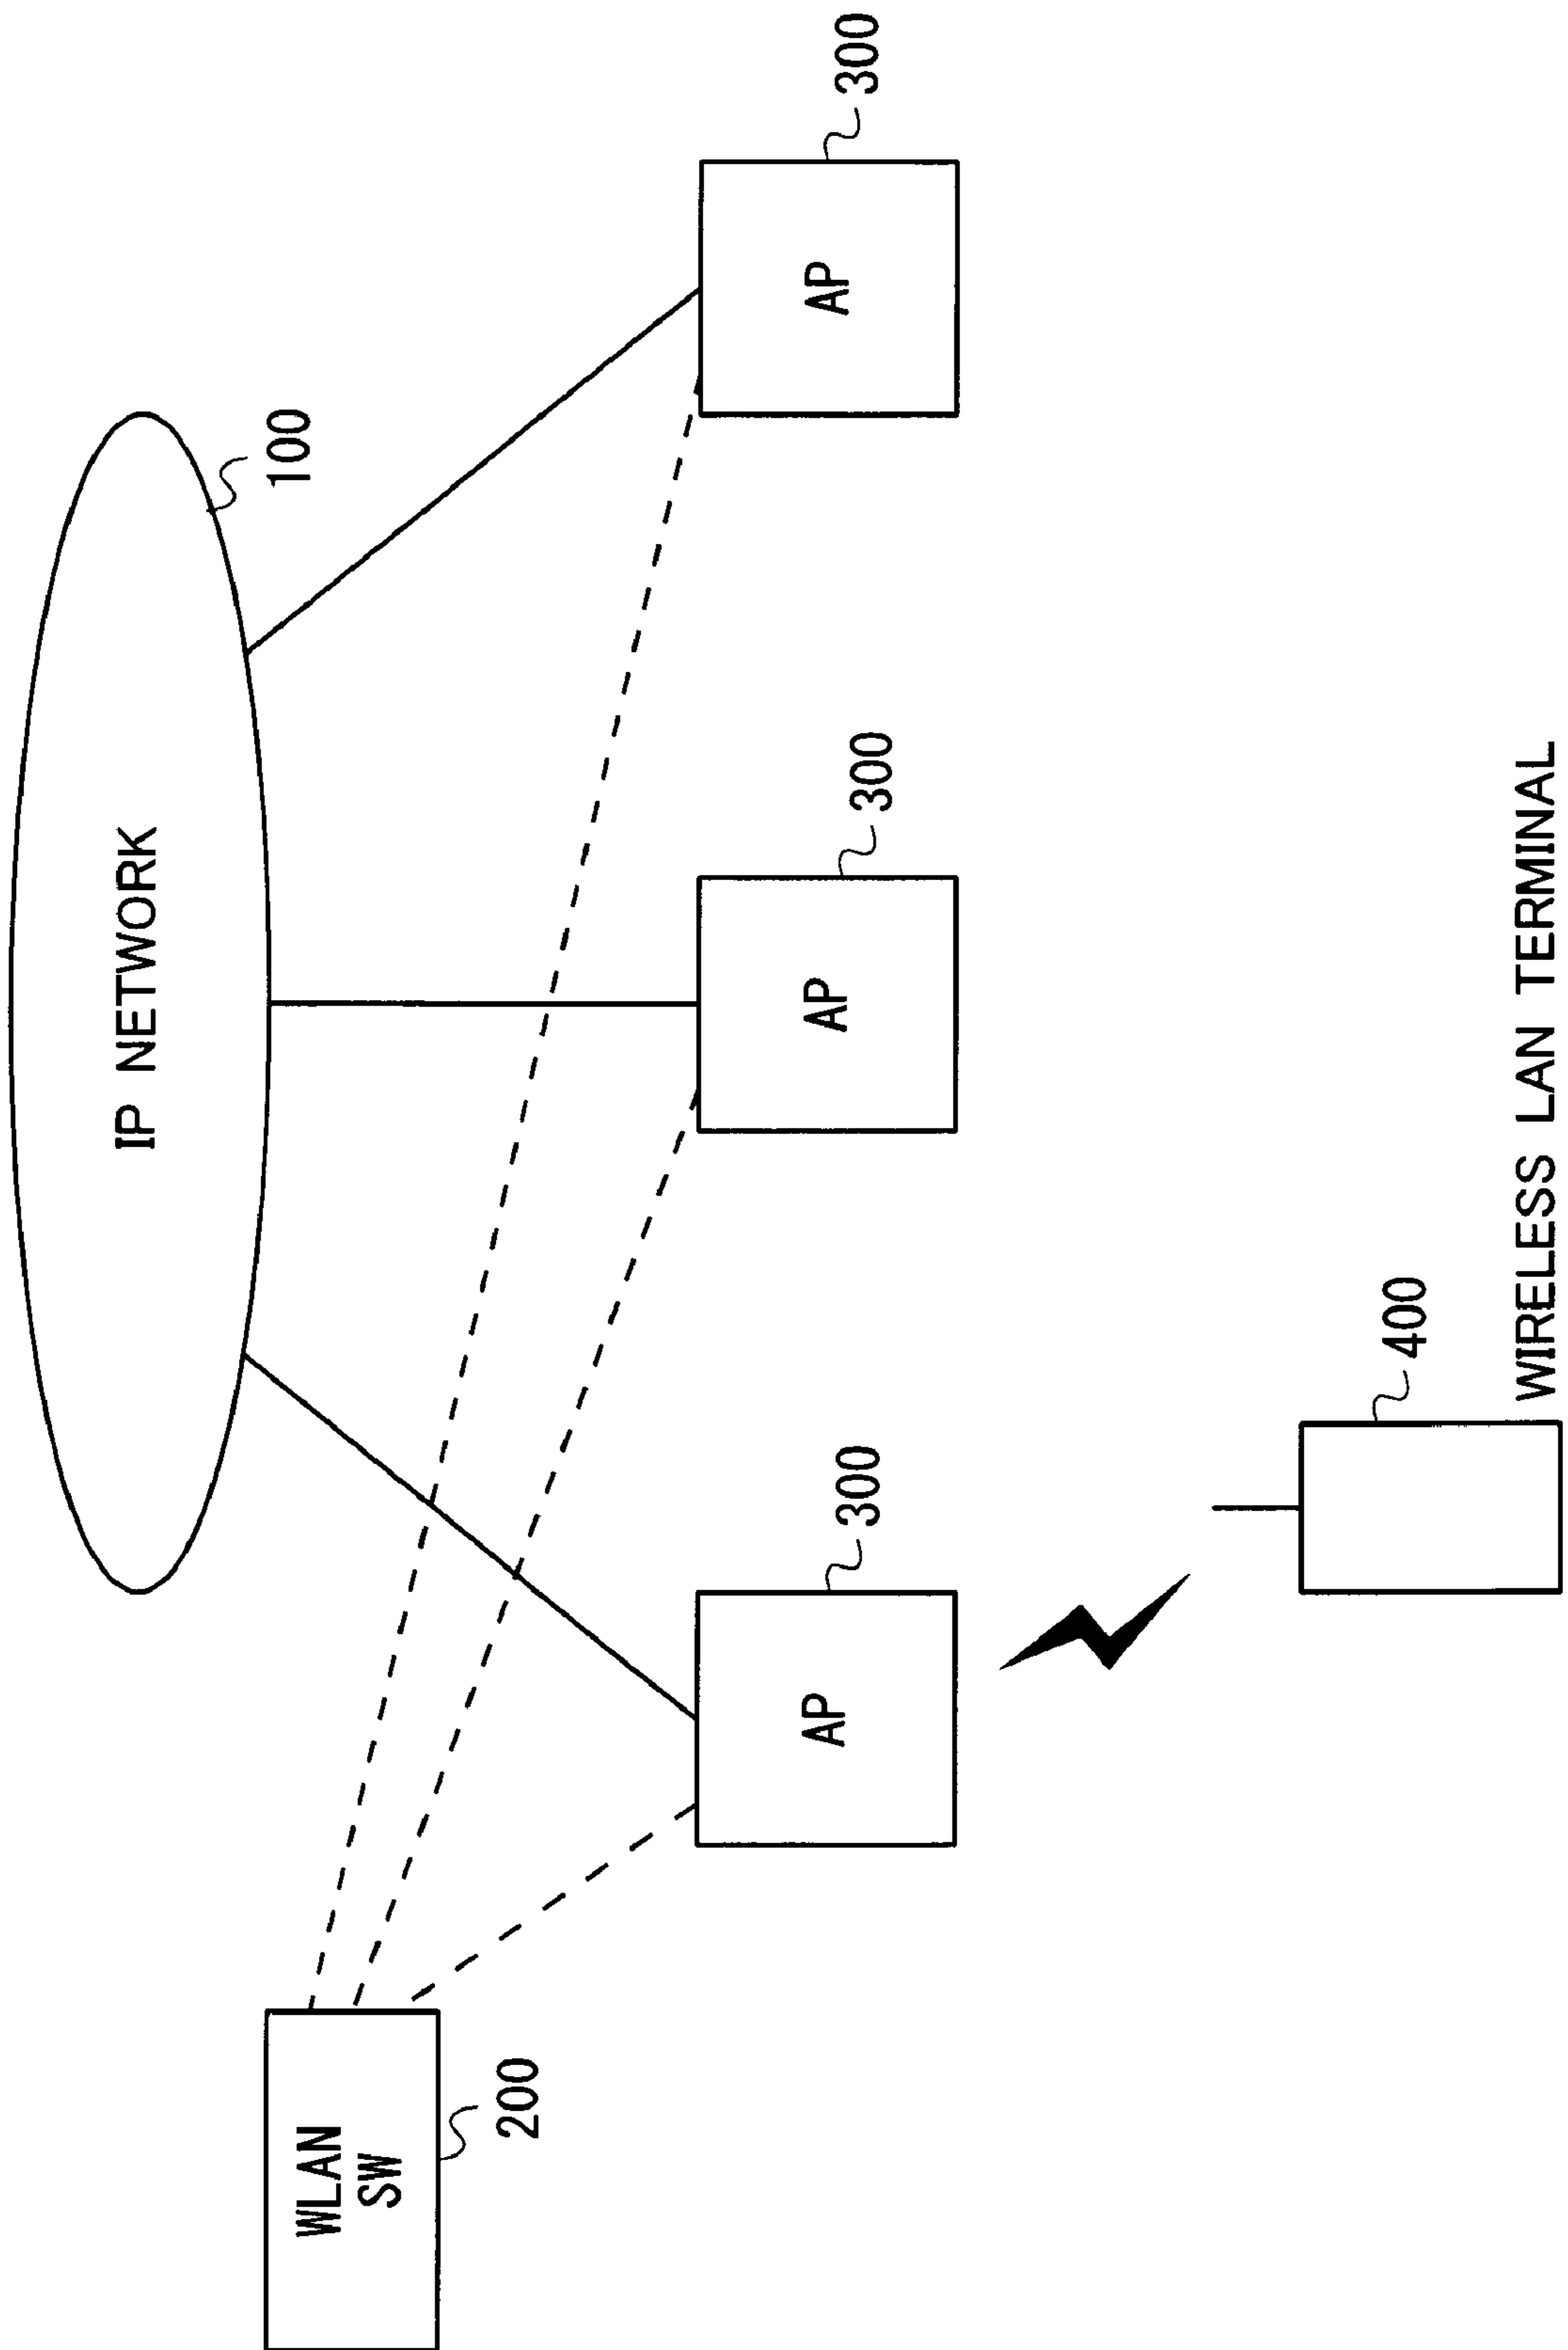 IP NETWORK
100
WLAN
SW
200
AP
300
AP
300
AP
300
400
WIRELESS LAN TERMINAL